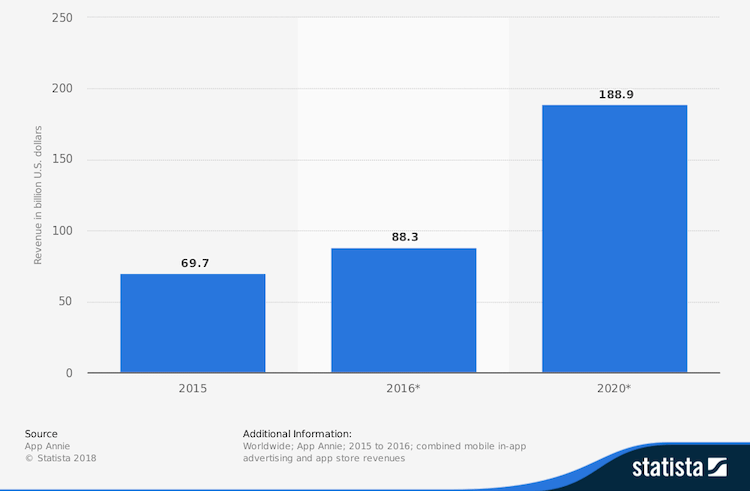 250
200
150
100
50
0
Revenue in billion U.S. dollars
69.7
88.3
188.9
2015
2016*
2020*
Source
App Annie
© Statista 2018
Additional Information:
Worldwide; App Annie; 2015 to 2016; combined mobile in-app
advertising and app store revenues
statista